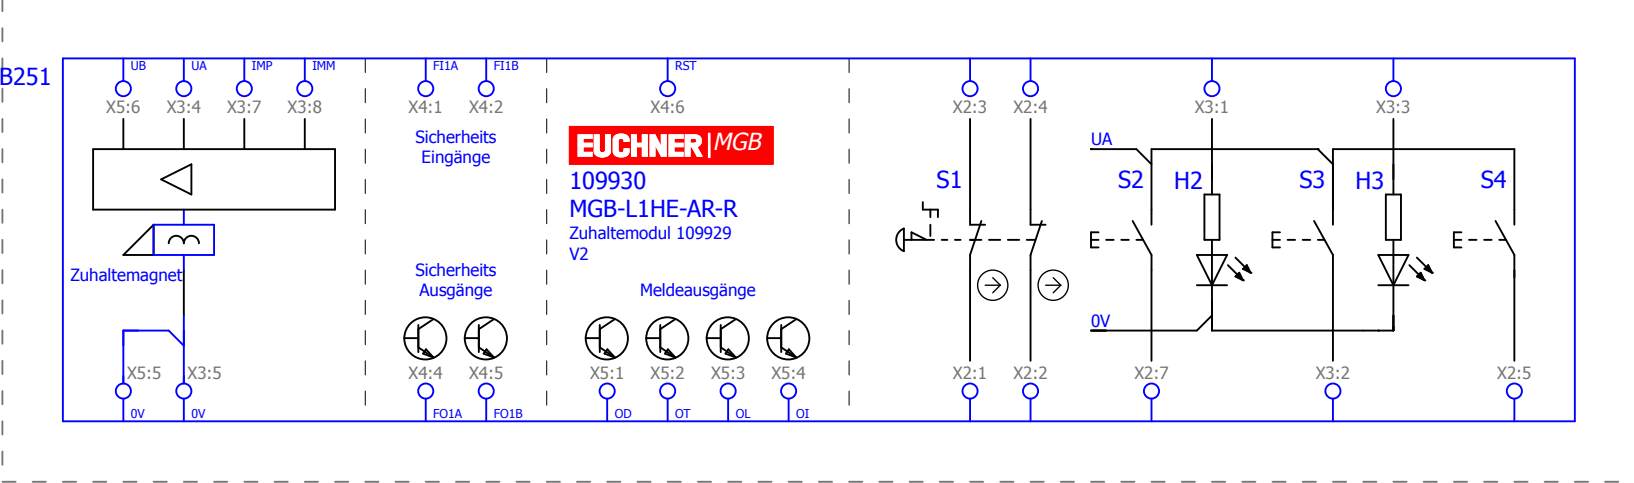 UB UA IMP IMM FI1A FI1B RST
B251
X5:6 X3:4 X3:7 X3:8 X4:1 X4:2 X4:6 X2:3 X2:4 X3:1 X3:3
Sicherheits
Eingänge
EUCHNER|MGB
UA
109930
S1 S2 H2 S3 H3 S4
MGB-L1HE-AR-R
Zuhaltemodul 109929
V2
Zuhaltemagnet
Sicherheits
Ausgänge
Meldeausgänge
0V
X5:5 X3:5 X4:4 X4:5 X5:1 X5:2 X5:3 X5:4 X2:1 X2:2 X2:7 X3:2 X2:5
0V 0V FO1A FO1B OD OT OL OI